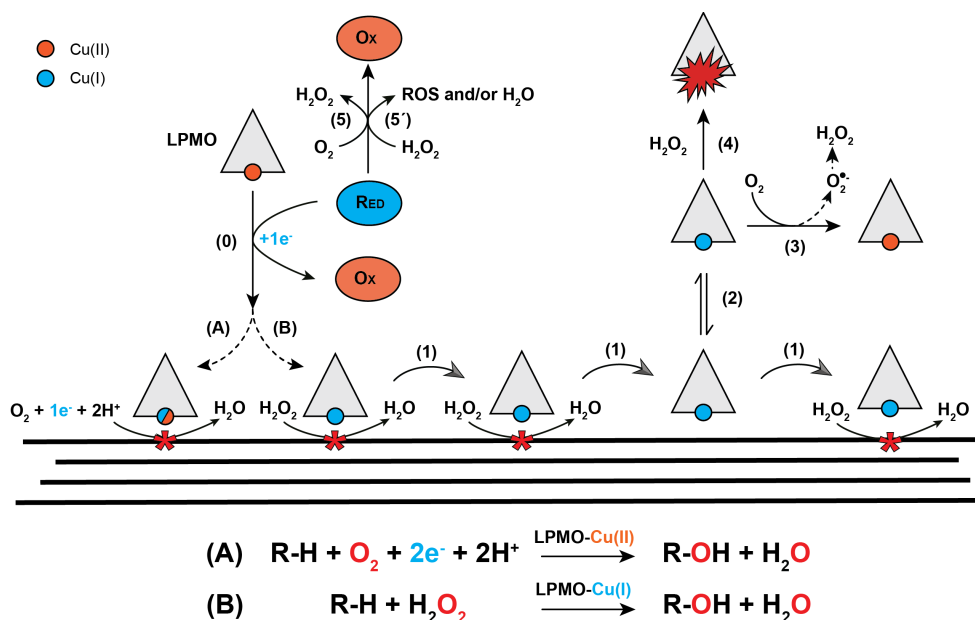 Cu(II)
Cu(I)
LPMO
Ox
H₂O₂
ROS and/or H₂O
(5)
(5´)
O₂
H₂O₂
RED
(0)
+1e⁻
Ox
(A)
(B)
H₂O₂
(4)
O₂
H₂O₂
O₂•⁻
(3)
(2)
(1)
(1)
(1)
O₂ + 1e⁻ + 2H⁺
H₂O
H₂O₂
H₂O
H₂O₂
H₂O
H₂O₂
H₂O
(A) R-H + O₂ + 2e⁻ + 2H⁺ LPMO-Cu(II) R-OH + H₂O
(B) R-H + H₂O₂ LPMO-Cu(I) R-OH + H₂O